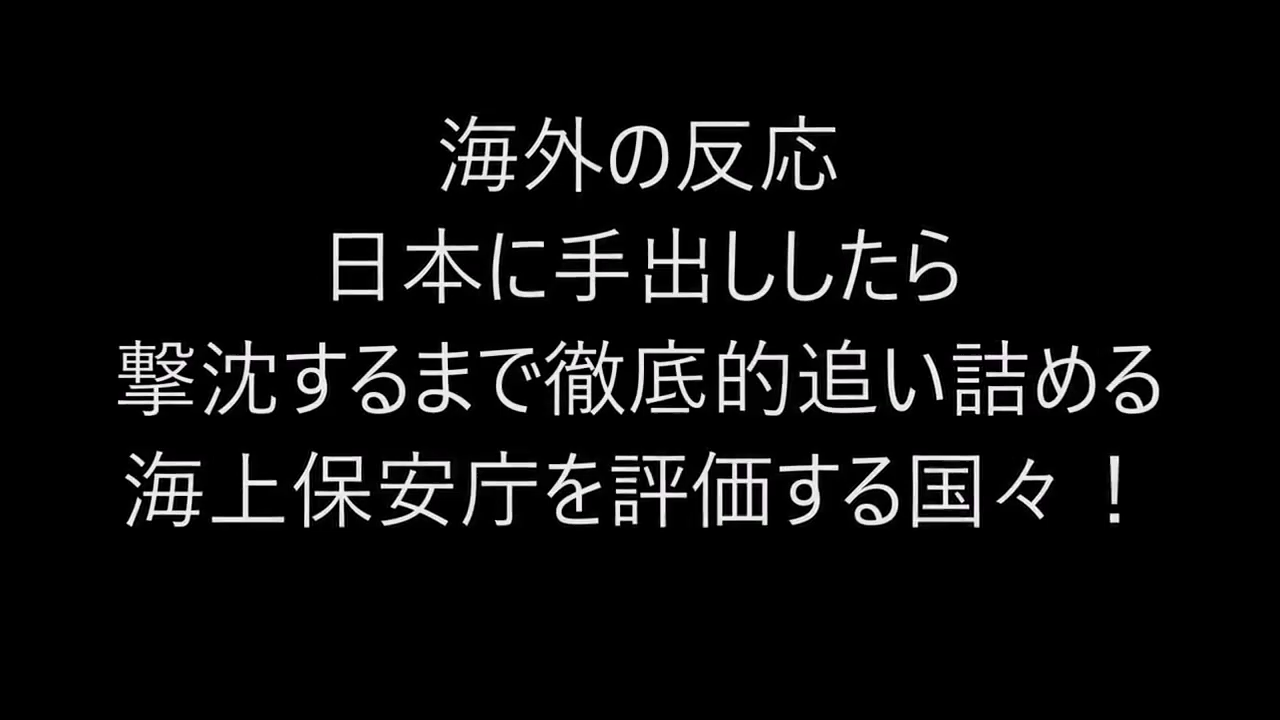 海外の反応
日本に手出ししたら
撃沈するまで徹底的追い詰める
海上保安庁を評価する国々！